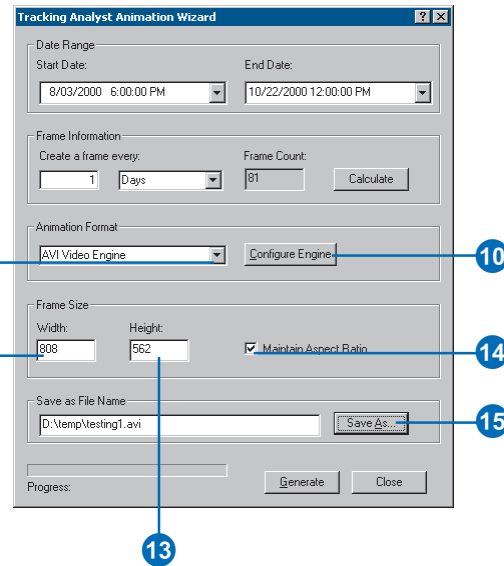 Tracking Analyst Animation Wizard
Date Range
Start Date: End Date:
8/03/2000 6:00:00 PM 10/22/2000 12:00:00 PM
Frame Information
Create a frame every: Frame Count:
1 Days 81 Calculate
Animation Format
AVI Video Engine Configure Engine 10
Frame Size
Width: Height:
808 562 Maintain Aspect Ratio 14
Save as File Name
D:\temp\testing1.avi Save As... 15
Progress: Generate Close
13